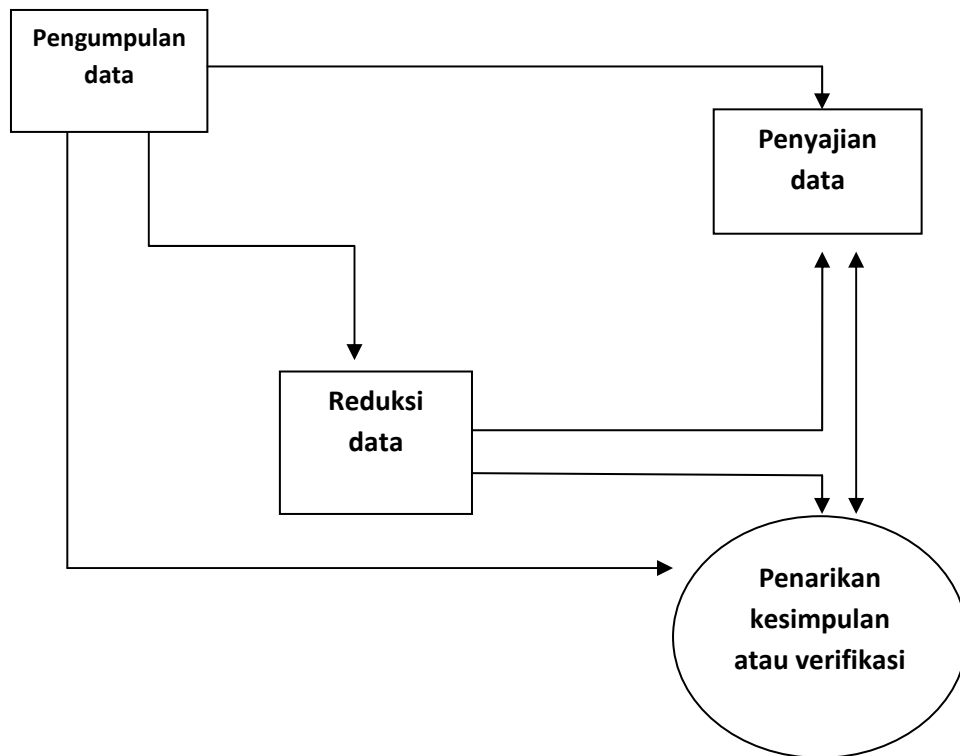 Pengumpulan
data
Penyajian
data
Reduksi
data
Penarikan
kesimpulan
atau verifikasi